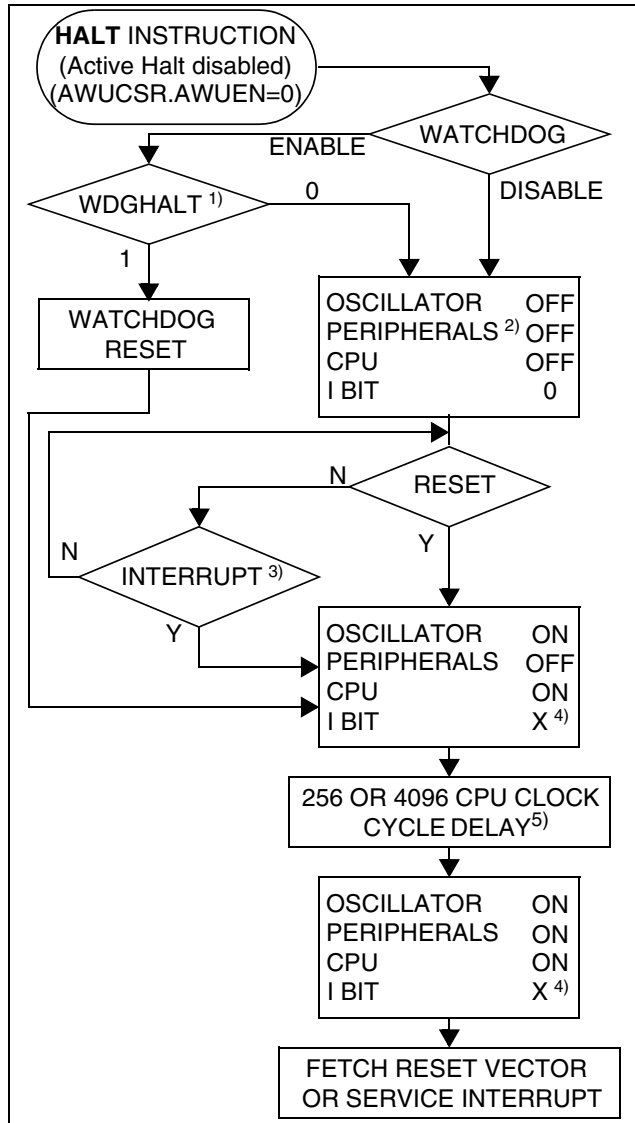 HALT INSTRUCTION
(Active Halt disabled)
(AWUCSR.AWUEN=0)
WATCHDOG
ENABLE
DISABLE
WDGHALT 1)
0
1
WATCHDOG
RESET
OSCILLATOR OFF
PERIPHERALS 2) OFF
CPU OFF
I BIT 0
RESET
N
Y
INTERRUPT 3)
N
Y
OSCILLATOR ON
PERIPHERALS OFF
CPU ON
I BIT X 4)
256 OR 4096 CPU CLOCK
CYCLE DELAY5)
OSCILLATOR ON
PERIPHERALS ON
CPU ON
I BIT X 4)
FETCH RESET VECTOR
OR SERVICE INTERRUPT